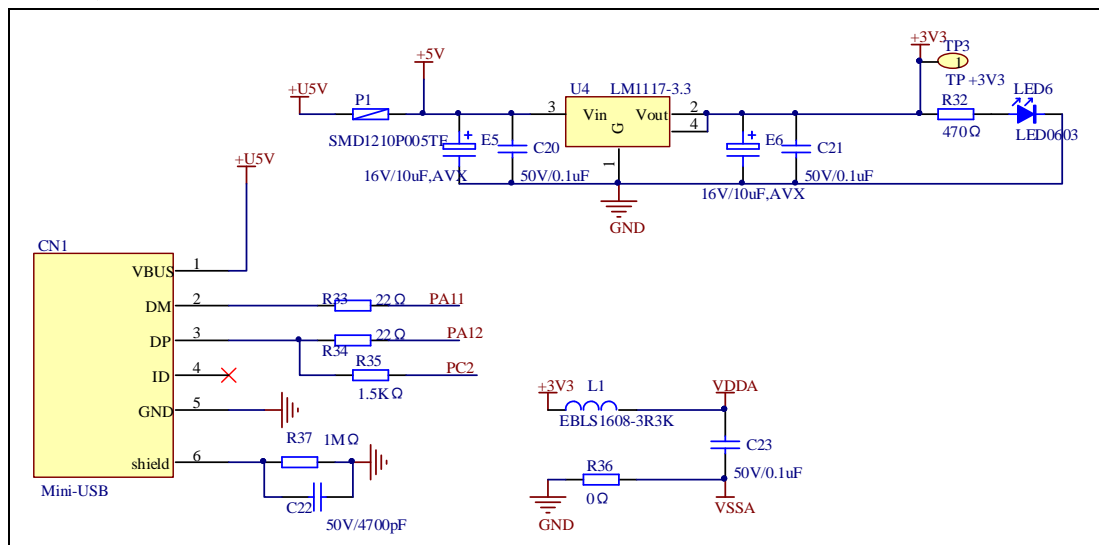 +3V3
TP3
1
TP +3V3
+5V
+U5V
P1
SMD1210P005TF
U4
LM1117-3.3
3
Vin
Vout
2
4
G
1
E5
16V/10uF,AVX
C20
50V/0.1uF
GND
E6
16V/10uF,AVX
C21
50V/0.1uF
R32
470Ω
LED6
LED0603
+U5V
CN1
VBUS
1
DM
2
R33
22Ω
PA11
DP
3
R34
22Ω
PA12
ID
4
R35
1.5KΩ
PC2
GND
5
shield
6
R37
1MΩ
C22
50V/4700pF
Mini-USB
+3V3
L1
EBLS1608-3R3K
VDDA
C23
50V/0.1uF
R36
0Ω
GND
VSSA